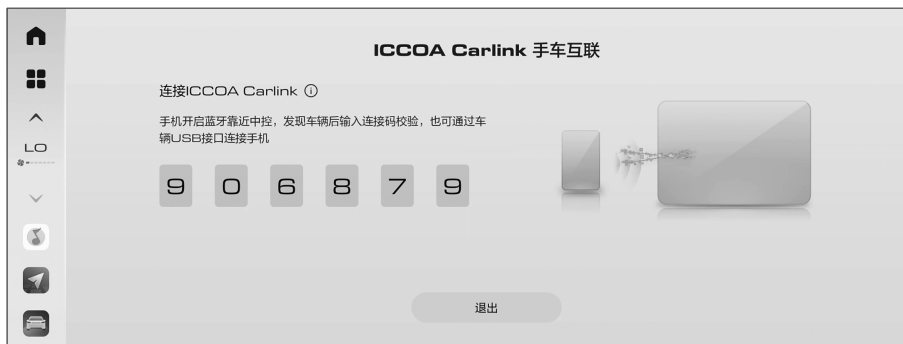 ICCOA Carlink 手车互联
连接ICCOA Carlink
手机开启蓝牙靠近中控，发现车辆后输入连接码校验，也可通过车
辆USB接口连接手机
LO
9 0 6 8 7 9
退出